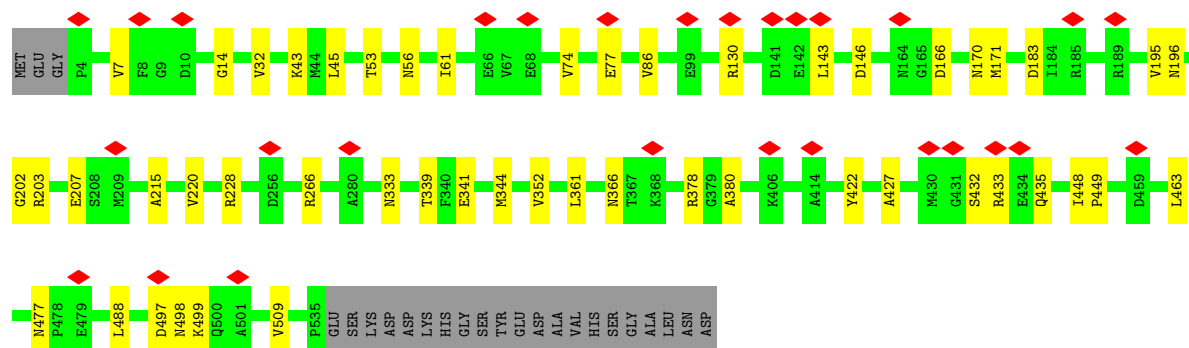 MET GLU GLY P4 V7 F8 G9 D10 G14 V32 K43 M44 L45 T53 N56 I61 E66 V67 E68 V74 E77 V86 E99 R130 D141 E142 L143 D146 N164 G165 D166 N170 M171 D183 I184 R185 R189 V195 N196
G202 R203 E207 S208 M209 A215 V220 R228 D256 R266 A280 N333 T339 F340 E341 M344 V352 L361 N366 T367 K368 R378 G379 A380 K406 A414 Y422 A427 M430 G431 S432 R433 E434 Q435 I448 P449 D459 L463
N477 P478 E479 L488 D497 N498 K499 Q500 A501 V509 P535 GLU SER LYS ASP ASP LYS HIS GLY SER TYR GLU ASP ALA VAL HIS SER GLY ALA LEU ASN ASP